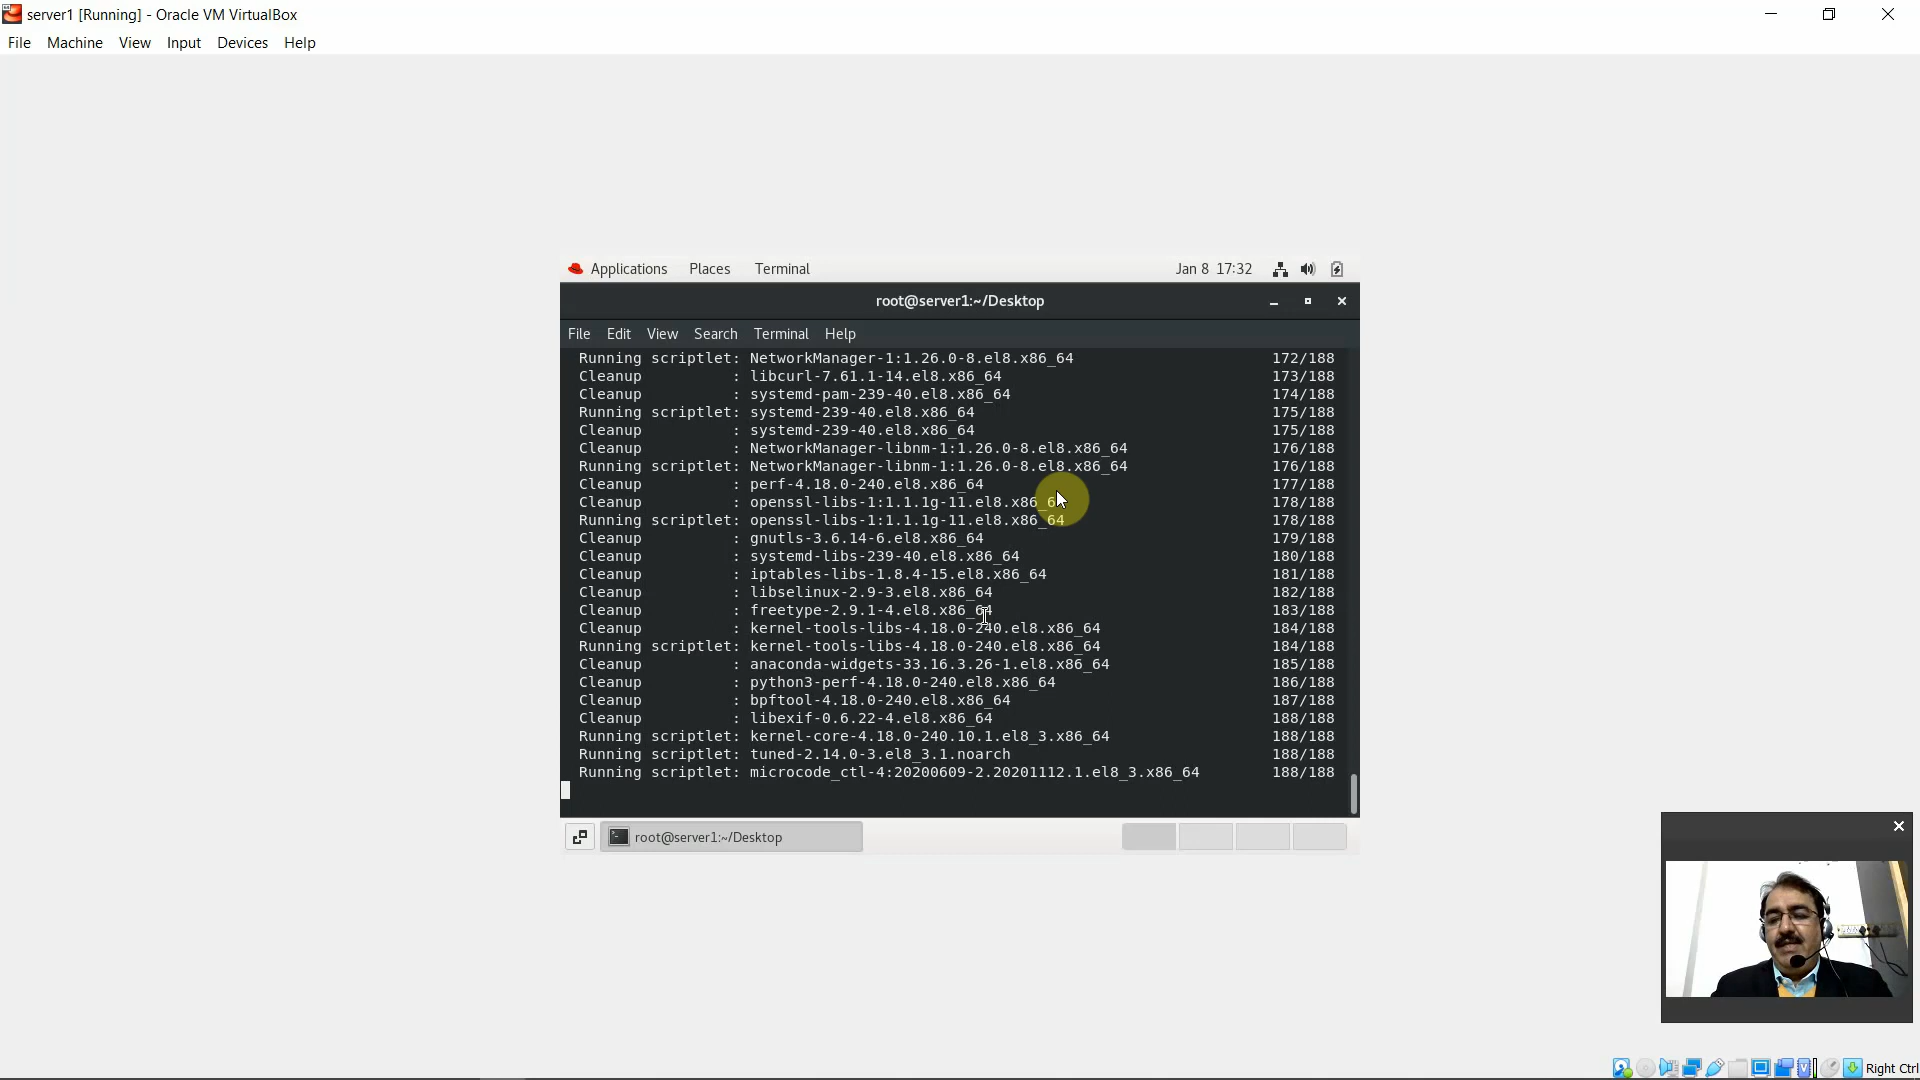 server1 [Running] - Oracle VM VirtualBox
File Machine View Input Devices Help
Applications Places Terminal Jan 8 17:32
root@server1:~/Desktop
File Edit View Search Terminal Help
Running scriptlet: NetworkManager-1:1.26.0-8.el8.x86_64 172/188
Cleanup : libcurl-7.61.1-14.el8.x86_64 173/188
Cleanup : systemd-pam-239-40.el8.x86_64 174/188
Running scriptlet: systemd-239-40.el8.x86_64 175/188
Cleanup : systemd-239-40.el8.x86_64 175/188
Cleanup : NetworkManager-libnm-1:1.26.0-8.el8.x86_64 176/188
Running scriptlet: NetworkManager-libnm-1:1.26.0-8.el8.x86_64 176/188
Cleanup : perf-4.18.0-240.el8.x86_64 177/188
Cleanup : openssl-libs-1:1.1.1g-11.el8.x86_64 178/188
Running scriptlet: openssl-libs-1:1.1.1g-11.el8.x86_64 178/188
Cleanup : gnutls-3.6.14-6.el8.x86_64 179/188
Cleanup : systemd-libs-239-40.el8.x86_64 180/188
Cleanup : iptables-libs-1.8.4-15.el8.x86_64 181/188
Cleanup : libselinux-2.9-3.el8.x86_64 182/188
Cleanup : freetype-2.9.1-4.el8.x86_64 183/188
Cleanup : kernel-tools-libs-4.18.0-240.el8.x86_64 184/188
Running scriptlet: kernel-tools-libs-4.18.0-240.el8.x86_64 184/188
Cleanup : anaconda-widgets-33.16.3.26-1.el8.x86_64 185/188
Cleanup : python3-perf-4.18.0-240.el8.x86_64 186/188
Cleanup : bpftool-4.18.0-240.el8.x86_64 187/188
Cleanup : libexif-0.6.22-4.el8.x86_64 188/188
Running scriptlet: kernel-core-4.18.0-240.10.1.el8_3.x86_64 188/188
Running scriptlet: tuned-2.14.0-3.el8_3.1.noarch 188/188
Running scriptlet: microcode_ctl-4:20200609-2.20201112.1.el8_3.x86_64 188/188
root@server1:~/Desktop
Right Ctrl